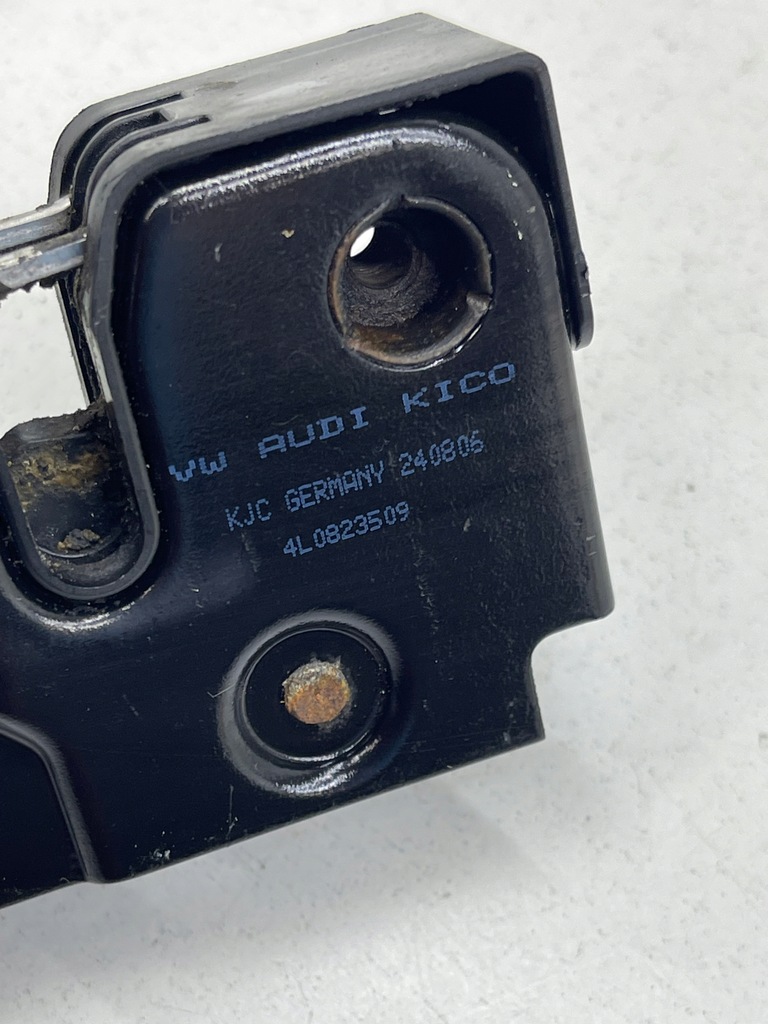 VW AUDI KICO
KJC GERMANY 240806
4L0823509